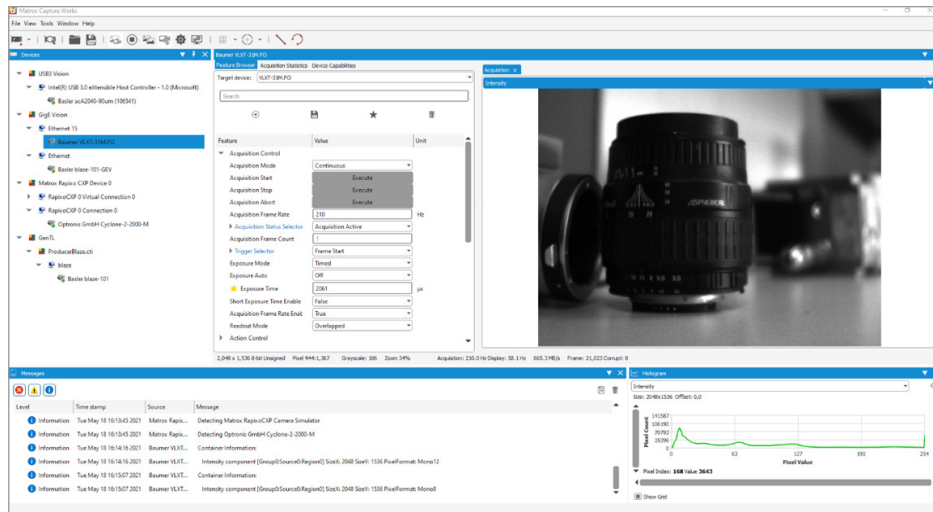 Matrox Capture Works
File View Tools Window Help
Devices
USB3 Vision
Intel(R) USB 3.0 eXtensible Host Controller - 1.0 (Microsoft)
Basler acA2040-90um (106541)
GigE Vision
Ethernet 15
Baumer VLXT-31M.FO
Ethernet
Basler blaze-101-GEV
Matrox Rapixo CXP Device 0
RapixoCXP 0 Virtual Connection 0
RapixoCXP 0 Connection 0
Optronis GmbH Cyclone-2-2000-M
GenTL
ProducerBlaze.cti
blaze
Basler blaze-101
Baumer VLXT-31M.FO
Feature Browser Acquisition Statistics Device Capabilities
Target device: VLXT-31M.FO
Search
Feature Value Unit
Acquisition Control
Acquisition Mode Continuous
Acquisition Start Execute
Acquisition Stop Execute
Acquisition Abort Execute
Acquisition Frame Rate 210 Hz
Acquisition Status Selector Acquisition Active
Acquisition Frame Count 1
Trigger Selector Frame Start
Exposure Mode Timed
Exposure Auto Off
Exposure Time 2061 µs
Short Exposure Time Enable False
Acquisition Frame Rate Enab True
Readout Mode Overlapped
Action Control
Acquisition
Intensity
ASPHERICAL
2,048 x 1,536 8-bit Unsigned Pixel 944:1,367 Grayscale: 106 Zoom 34% Acquisition: 210.0 Hz Display: 58.1 Hz 665.3 MB/s Frame: 21,023 Corrupt: 0
Messages
Level Time stamp Source Message
Information Tue May 18 16:13:45 2021 Matrox Rapix... Detecting Matrox RapixoCXP Camera Simulator
Information Tue May 18 16:13:45 2021 Matrox Rapix... Detecting Optronis GmbH Cyclone-2-2000-M
Information Tue May 18 16:14:16 2021 Baumer VLXT... Container Information:
Information Tue May 18 16:14:16 2021 Baumer VLXT... Intensity component [Group0:Source0:Region0] SizeX: 2048 SizeY: 1536 PixelFormat: Mono12
Information Tue May 18 16:15:07 2021 Baumer VLXT... Container Information:
Information Tue May 18 16:15:07 2021 Baumer VLXT... Intensity component [Group0:Source0:Region0] SizeX: 2048 SizeY: 1536 PixelFormat: Mono8
Histogram
Intensity
Size: 2048x1536 Offset: 0,0
Pixel Count
141587
106190
70793
35396
0
0 63 127 190 254
Pixel Value
Pixel Index: 168 Value 3643
Show Grid